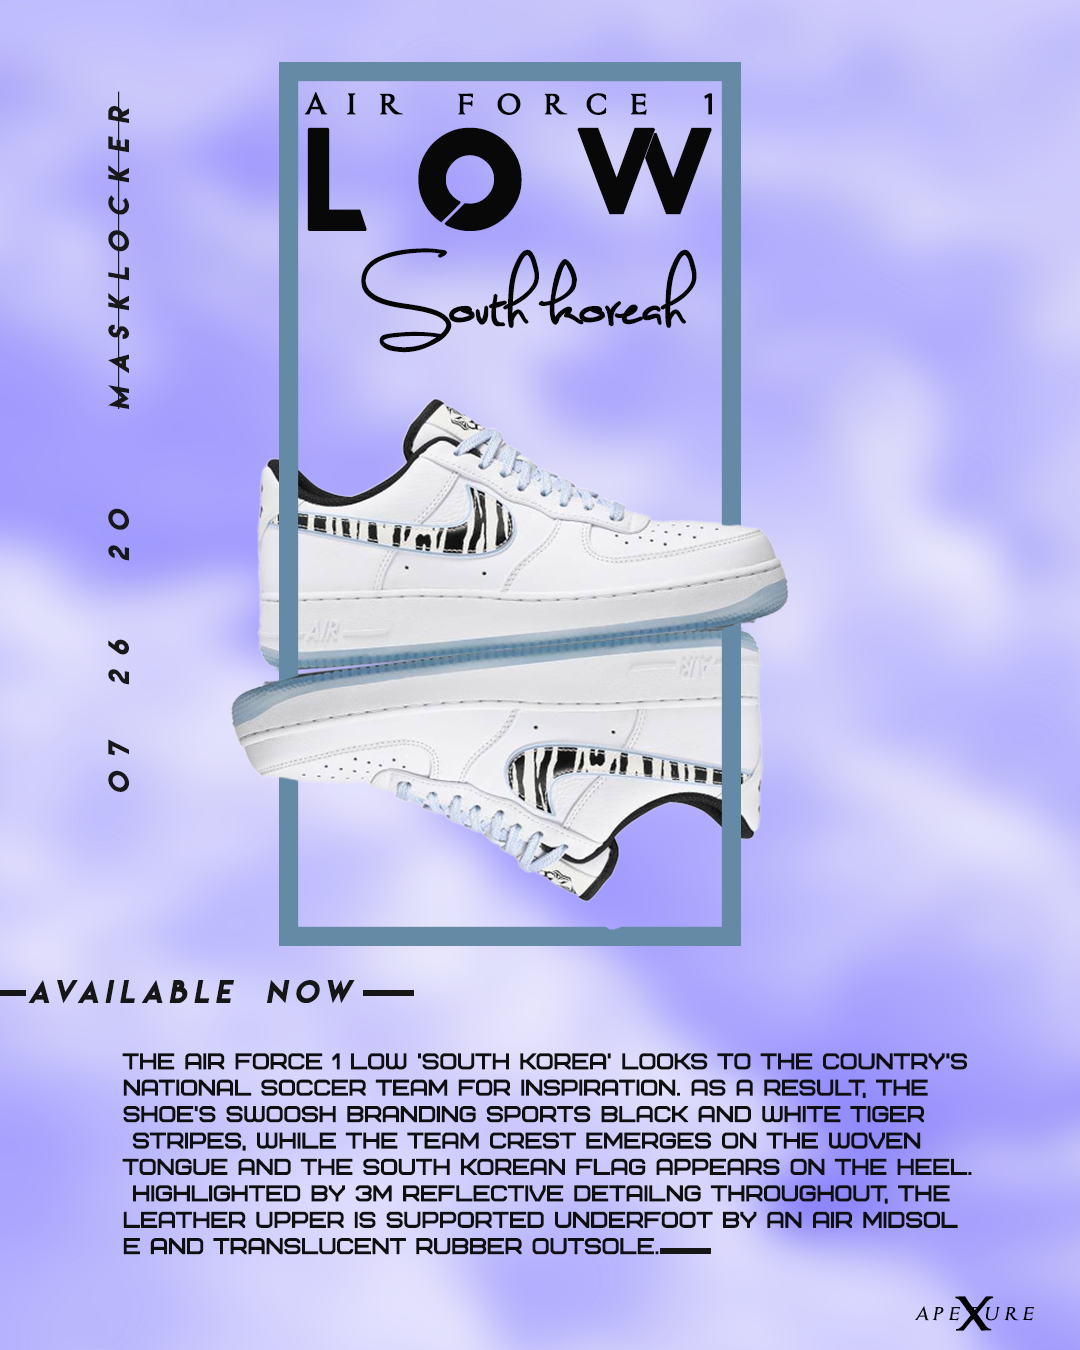 AIR FORCE 1
LOW
South koreah
MASKLOCKER
07 26 20
AIR
AIR
AVAILABLE NOW
THE AIR FORCE 1 LOW 'SOUTH KOREA' LOOKS TO THE COUNTRY'S
NATIONAL SOCCER TEAM FOR INSPIRATION. AS A RESULT, THE
SHOE'S SWOOSH BRANDING SPORTS BLACK AND WHITE TIGER
STRIPES, WHILE THE TEAM CREST EMERGES ON THE WOVEN
TONGUE AND THE SOUTH KOREAN FLAG APPEARS ON THE HEEL.
HIGHLIGHTED BY 3M REFLECTIVE DETAILNG THROUGHOUT, THE
LEATHER UPPER IS SUPPORTED UNDERFOOT BY AN AIR MIDSOL
E AND TRANSLUCENT RUBBER OUTSOLE.
APEXURE